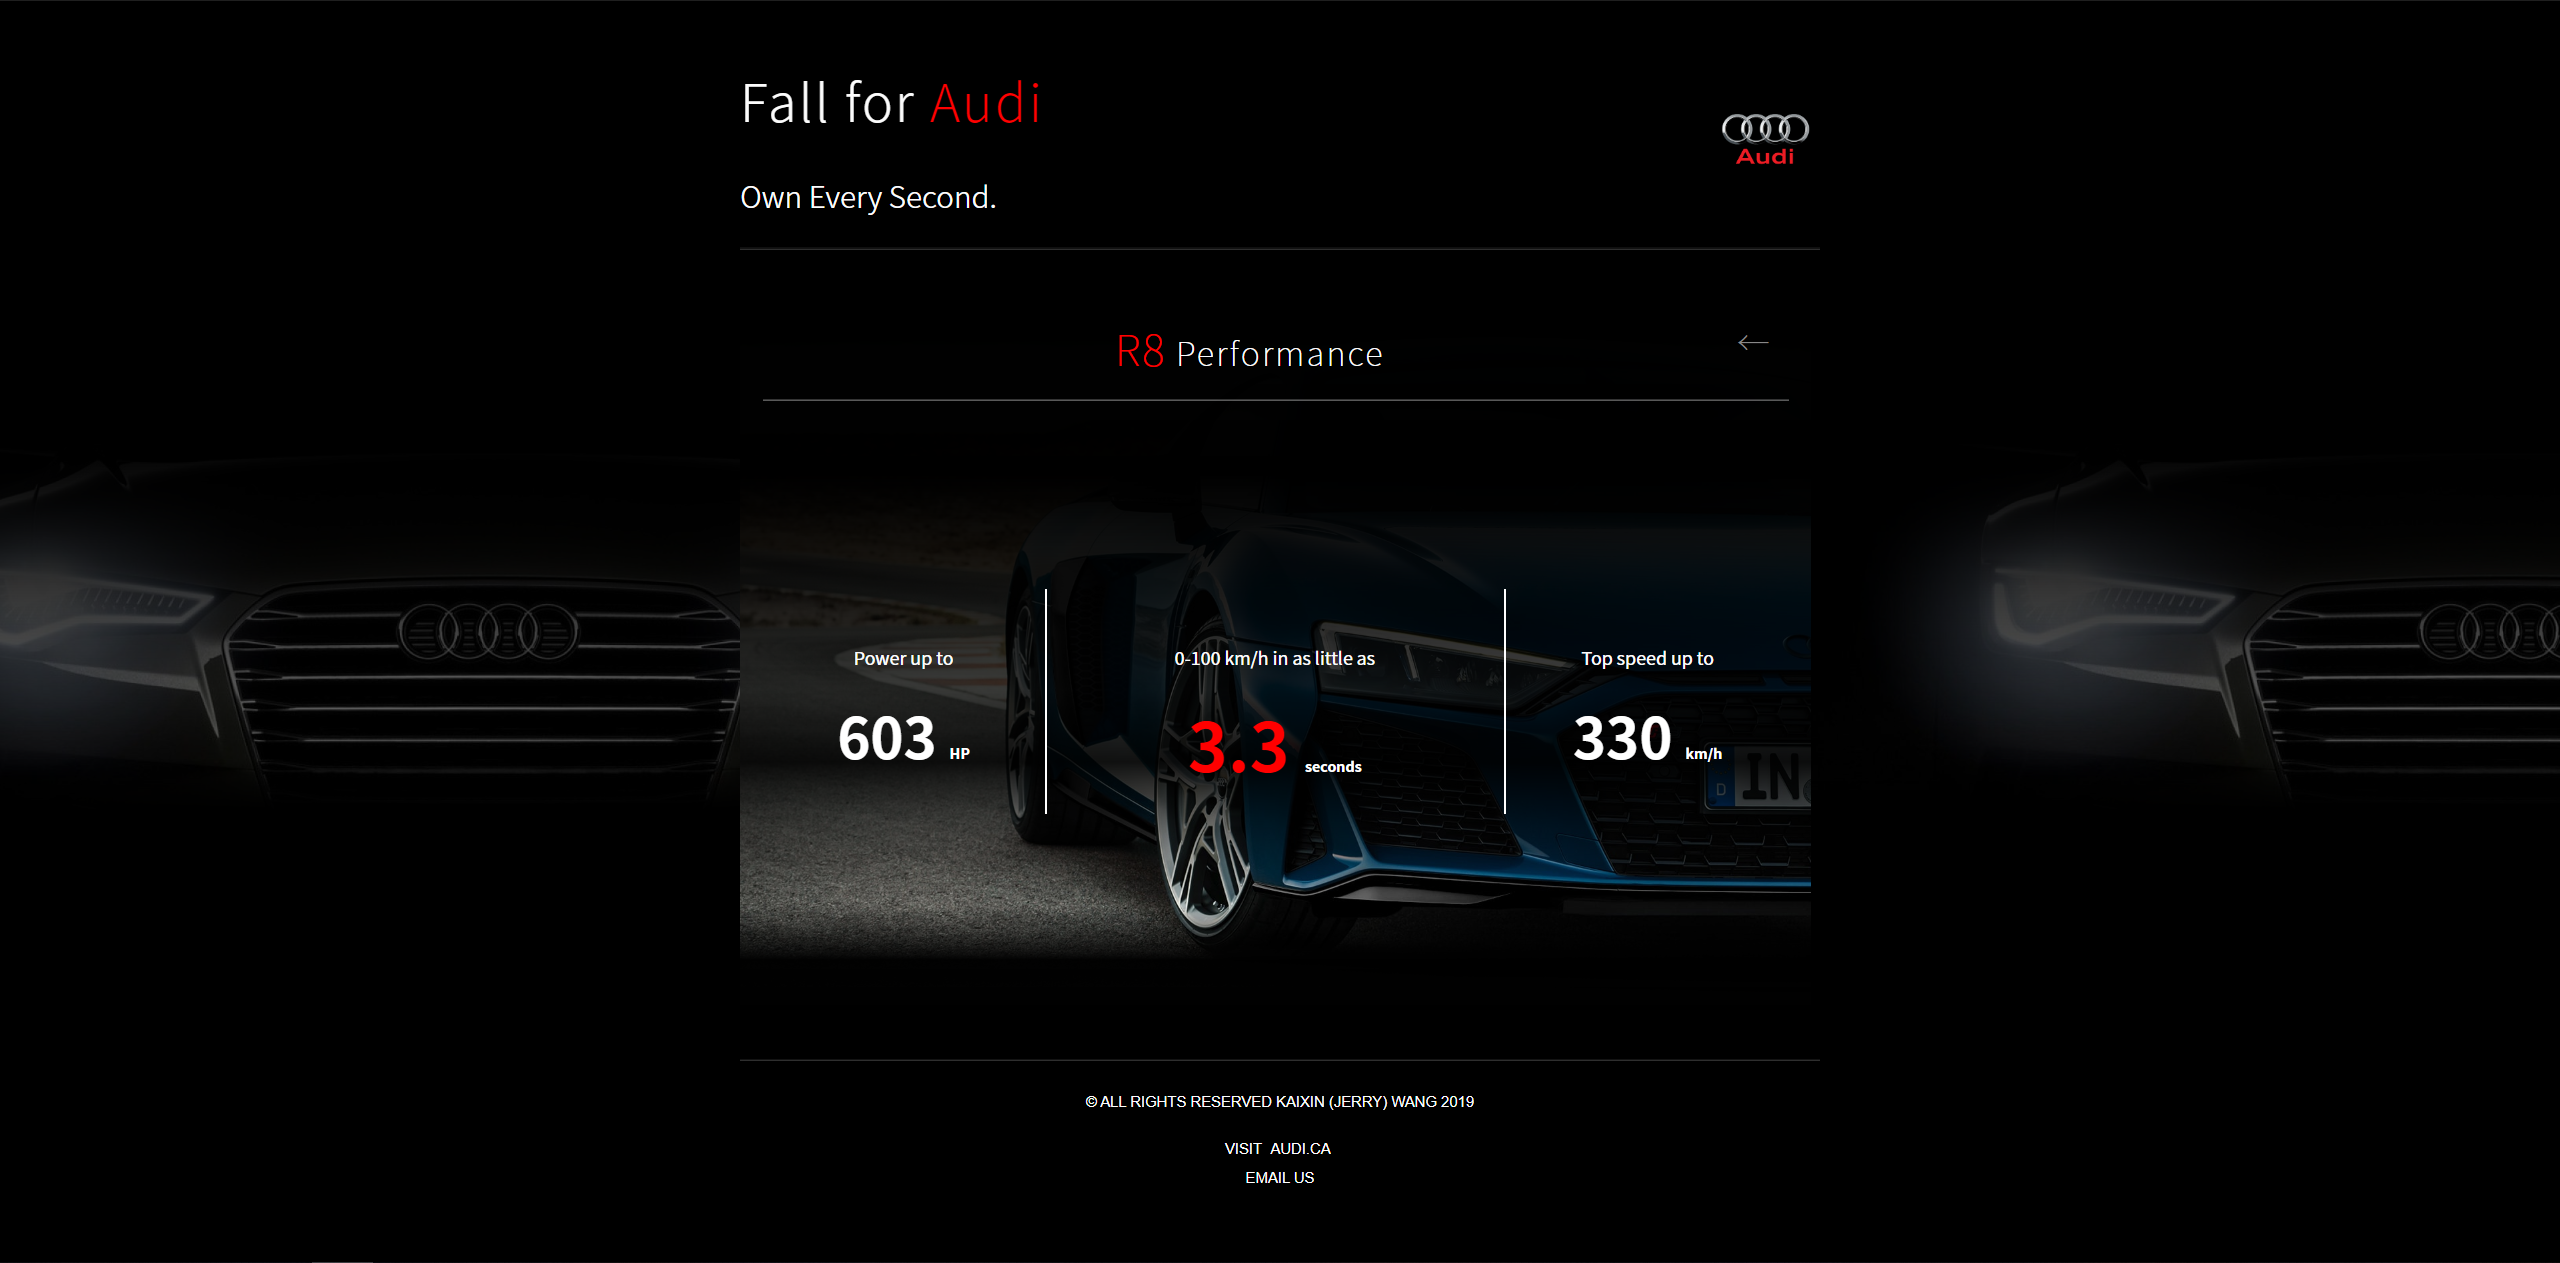 Fall for Audi
Audi
Own Every Second.
R8 Performance
Power up to
603 HP
0-100 km/h in as little as
3.3 seconds
Top speed up to
330 km/h
D IN
© ALL RIGHTS RESERVED KAIXIN (JERRY) WANG 2019
VISIT AUDI.CA
EMAIL US